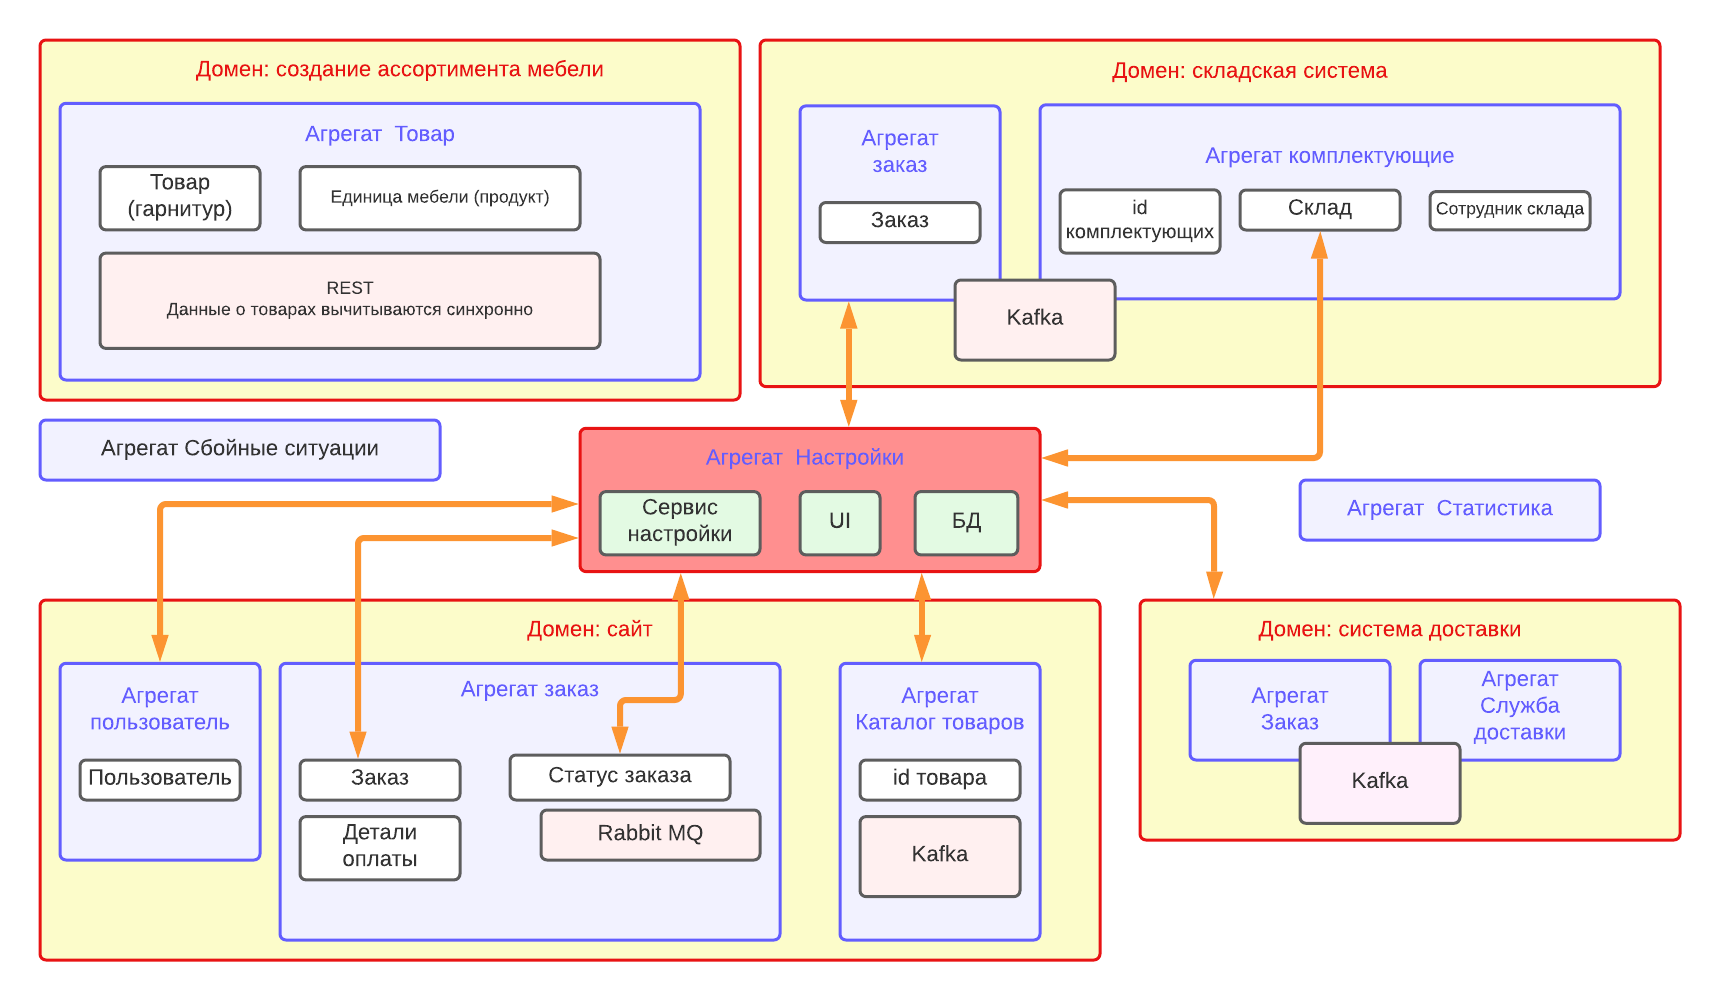 Домен: создание ассортимента мебели
Агрегат  Товар
Товар
(гарнитур)
Единица мебели (продукт)
REST
Данные о товарах вычитываются синхронно
Домен: складская система
Агрегат
заказ
Заказ
Агрегат комплектующие
id
комплектующих
Склад
Сотрудник склада
Kafka
Агрегат Сбойные ситуации
Агрегат  Настройки
Сервис
настройки
UI
БД
Агрегат  Статистика
Домен: сайт
Агрегат
пользователь
Пользователь
Агрегат заказ
Заказ
Статус заказа
Детали
оплаты
Rabbit MQ
Агрегат
Каталог товаров
id товара
Kafka
Домен: система доставки
Агрегат
Заказ
Агрегат
Служба
доставки
Kafka